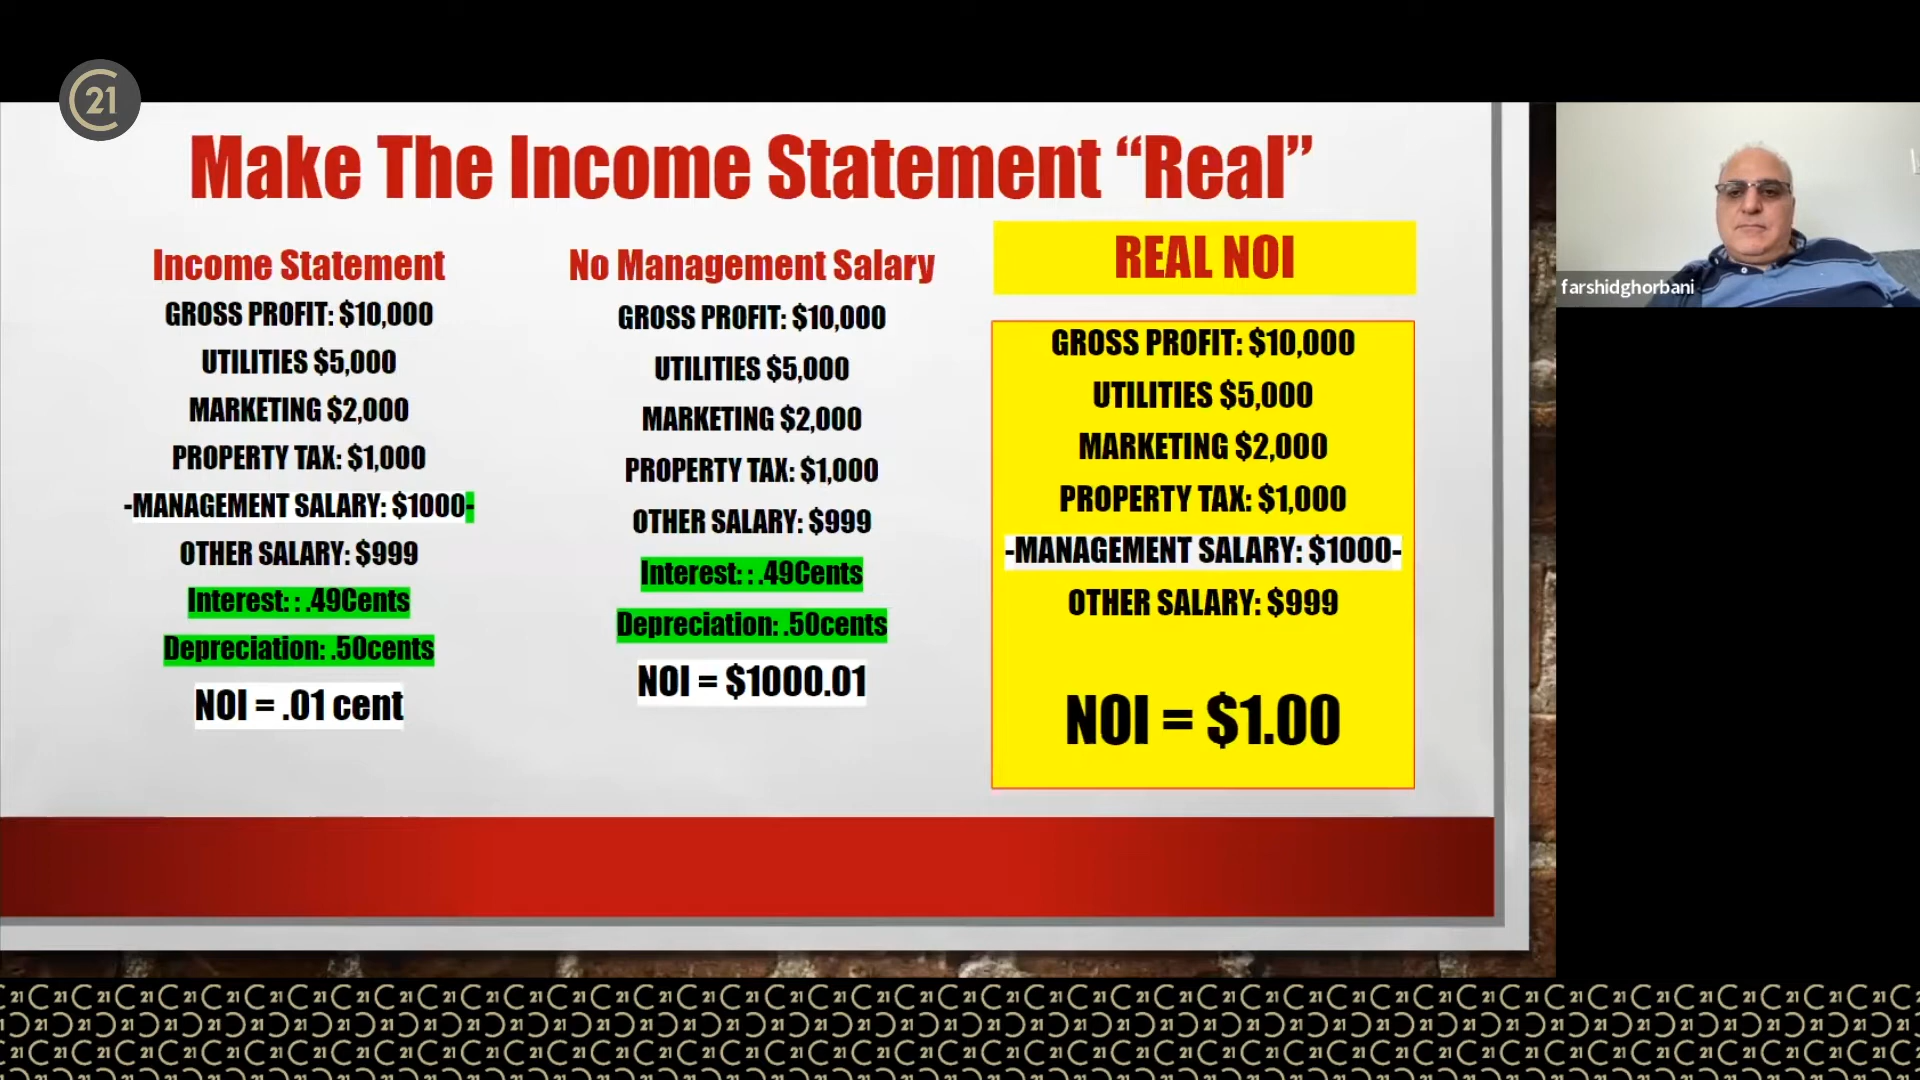 C21
Make The Income Statement “Real”
Income Statement
GROSS PROFIT: $10,000
UTILITIES $5,000
MARKETING $2,000
PROPERTY TAX: $1,000
-MANAGEMENT SALARY: $1000-
OTHER SALARY: $999
Interest: : .49Cents
Depreciation: .50cents
NOI = .01 cent
No Management Salary
GROSS PROFIT: $10,000
UTILITIES $5,000
MARKETING $2,000
PROPERTY TAX: $1,000
OTHER SALARY: $999
Interest: : .49Cents
Depreciation: .50cents
NOI = $1000.01
REAL NOI
GROSS PROFIT: $10,000
UTILITIES $5,000
MARKETING $2,000
PROPERTY TAX: $1,000
-MANAGEMENT SALARY: $1000-
OTHER SALARY: $999
NOI = $1.00
farshidghorbani